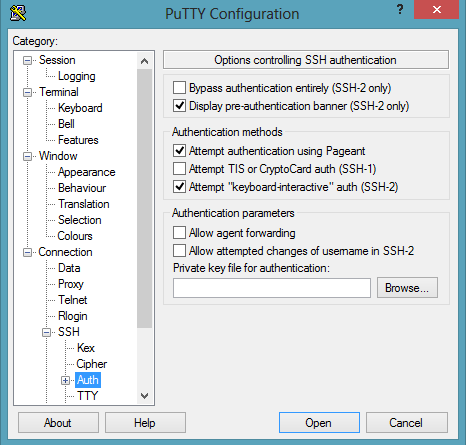 PuTTY Configuration
?
Category:
Session
Logging
Terminal
Keyboard
Bell
Features
Window
Appearance
Behaviour
Translation
Selection
Colours
Connection
Data
Proxy
Telnet
Rlogin
SSH
Kex
Cipher
Auth
TTY
Options controlling SSH authentication
Bypass authentication entirely (SSH-2 only)
Display pre-authentication banner (SSH-2 only)
Authentication methods
Attempt authentication using Pageant
Attempt TIS or CryptoCard auth (SSH-1)
Attempt "keyboard-interactive" auth (SSH-2)
Authentication parameters
Allow agent forwarding
Allow attempted changes of username in SSH-2
Private key file for authentication:
Browse...
About
Help
Open
Cancel